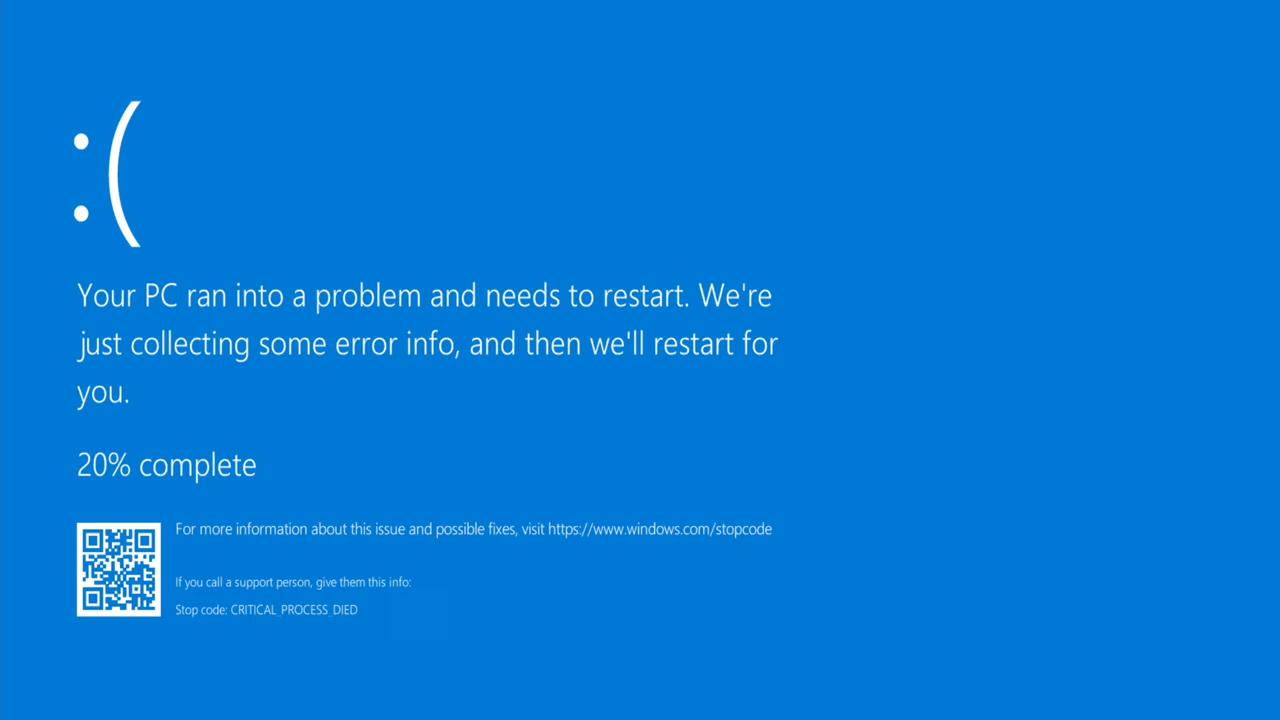 :(
Your PC ran into a problem and needs to restart. We're
just collecting some error info, and then we'll restart for
you.
20% complete
For more information about this issue and possible fixes, visit https://www.windows.com/stopcode
If you call a support person, give them this info:
Stop code: CRITICAL_PROCESS_DIED